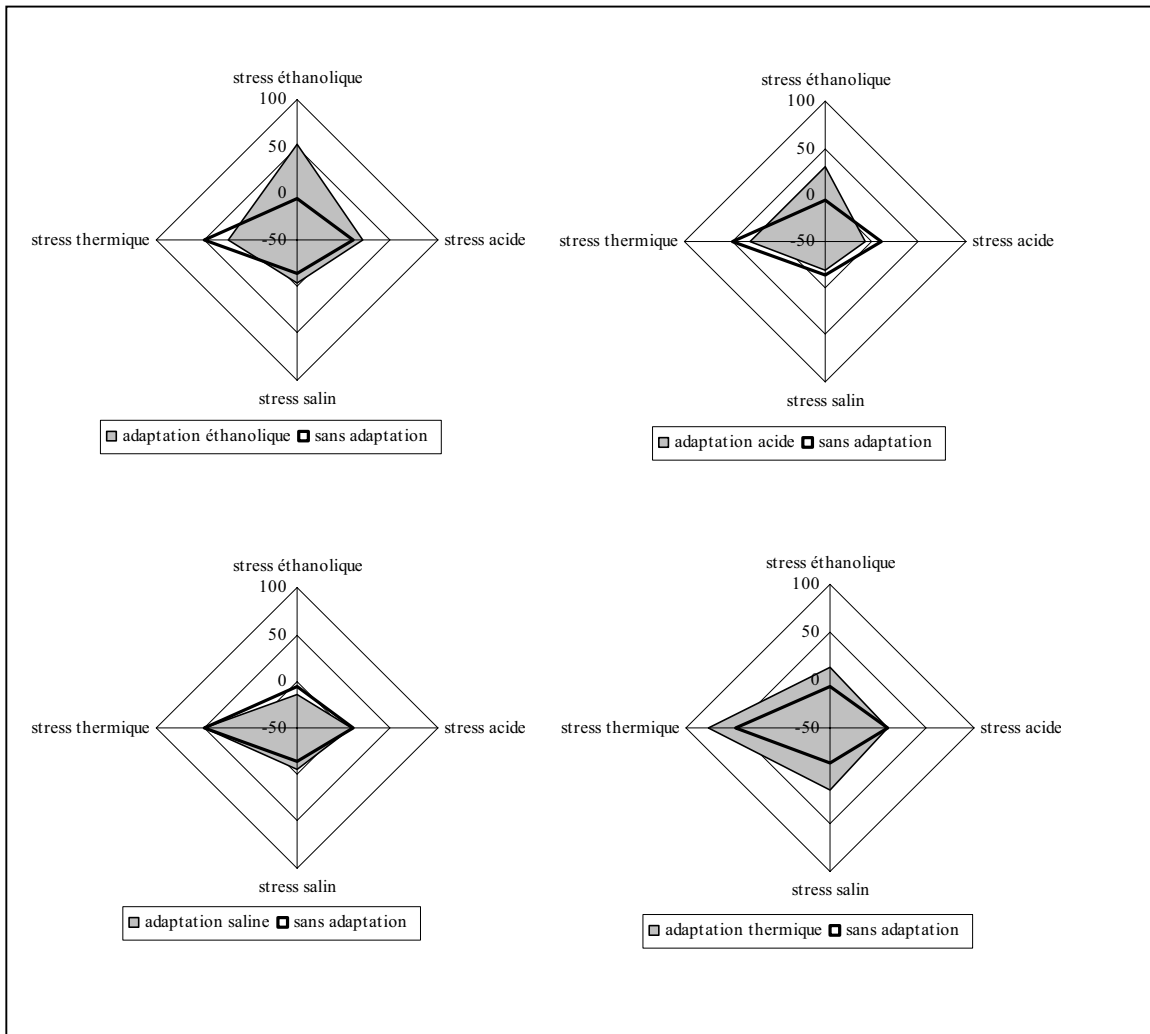 stress éthanolique
100
50
0
-50
stress thermique
stress acide
stress salin
adaptation éthanolique sans adaptation
stress éthanolique
100
50
0
-50
stress thermique
stress acide
stress salin
adaptation acide sans adaptation
stress éthanolique
100
50
0
-50
stress thermique
stress acide
stress salin
adaptation saline sans adaptation
stress éthanolique
100
50
0
-50
stress thermique
stress acide
stress salin
adaptation thermique sans adaptation